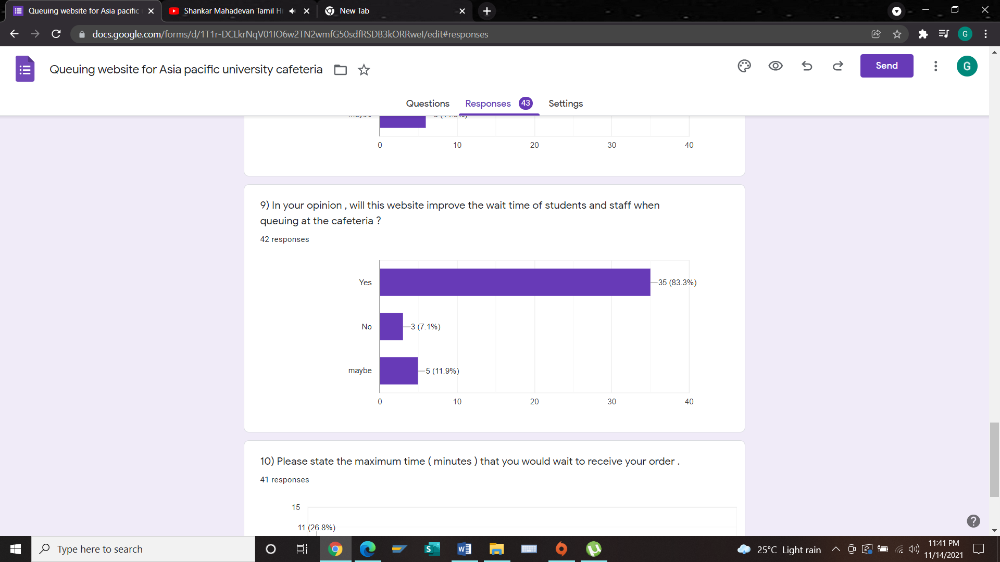 Queuing website for Asia pacific
Shankar Mahadevan Tamil Hi
New Tab
docs.google.com/forms/d/1T1r-DCLkrNqV01IO6w2TN2wmfG50sdfRSDB3kORRweI/edit#responses
G
Queuing website for Asia pacific university cafeteria
Send
G
Questions
Responses 43
Settings
0 10 20 30 40
9) In your opinion , will this website improve the wait time of students and staff when
queuing at the cafeteria ?
42 responses
Yes 35 (83.3%)
No 3 (7.1%)
maybe 5 (11.9%)
0 10 20 30 40
10) Please state the maximum time ( minutes ) that you would wait to receive your order .
41 responses
15
11 (26.8%)
Type here to search
25°C Light rain
11:41 PM
11/14/2021